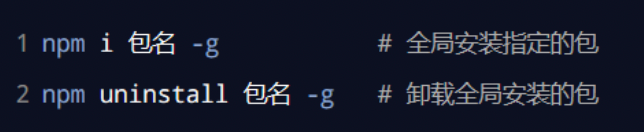 1 npm i 包名 -g # 全局安装指定的包
2 npm uninstall 包名 -g # 卸载全局安装的包